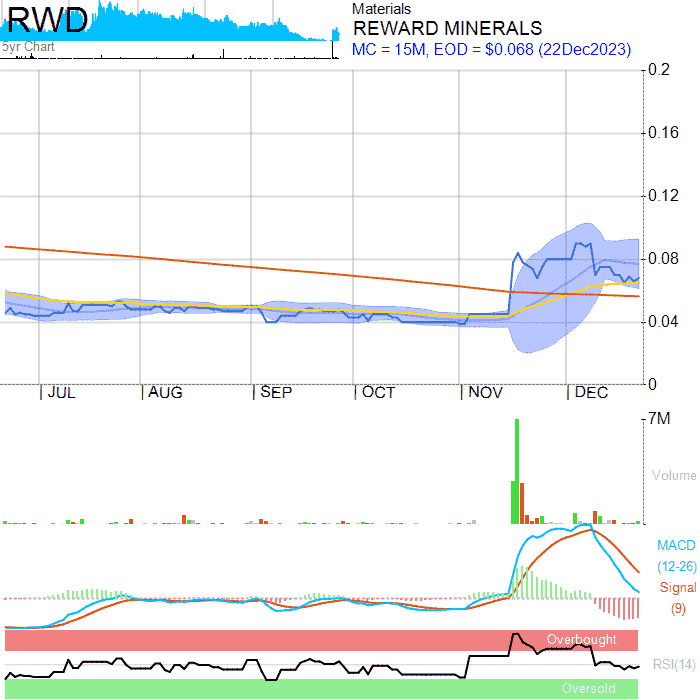 RWD
5yr Chart
Materials
REWARD MINERALS
MC = 15M, EOD = $0.068 (22Dec2023)
0.2
0.16
0.12
0.08
0.04
0
JUL AUG SEP OCT NOV DEC
7M
Volume
MACD
(12-26)
Signal
(9)
Overbought
RSI(14)
Oversold